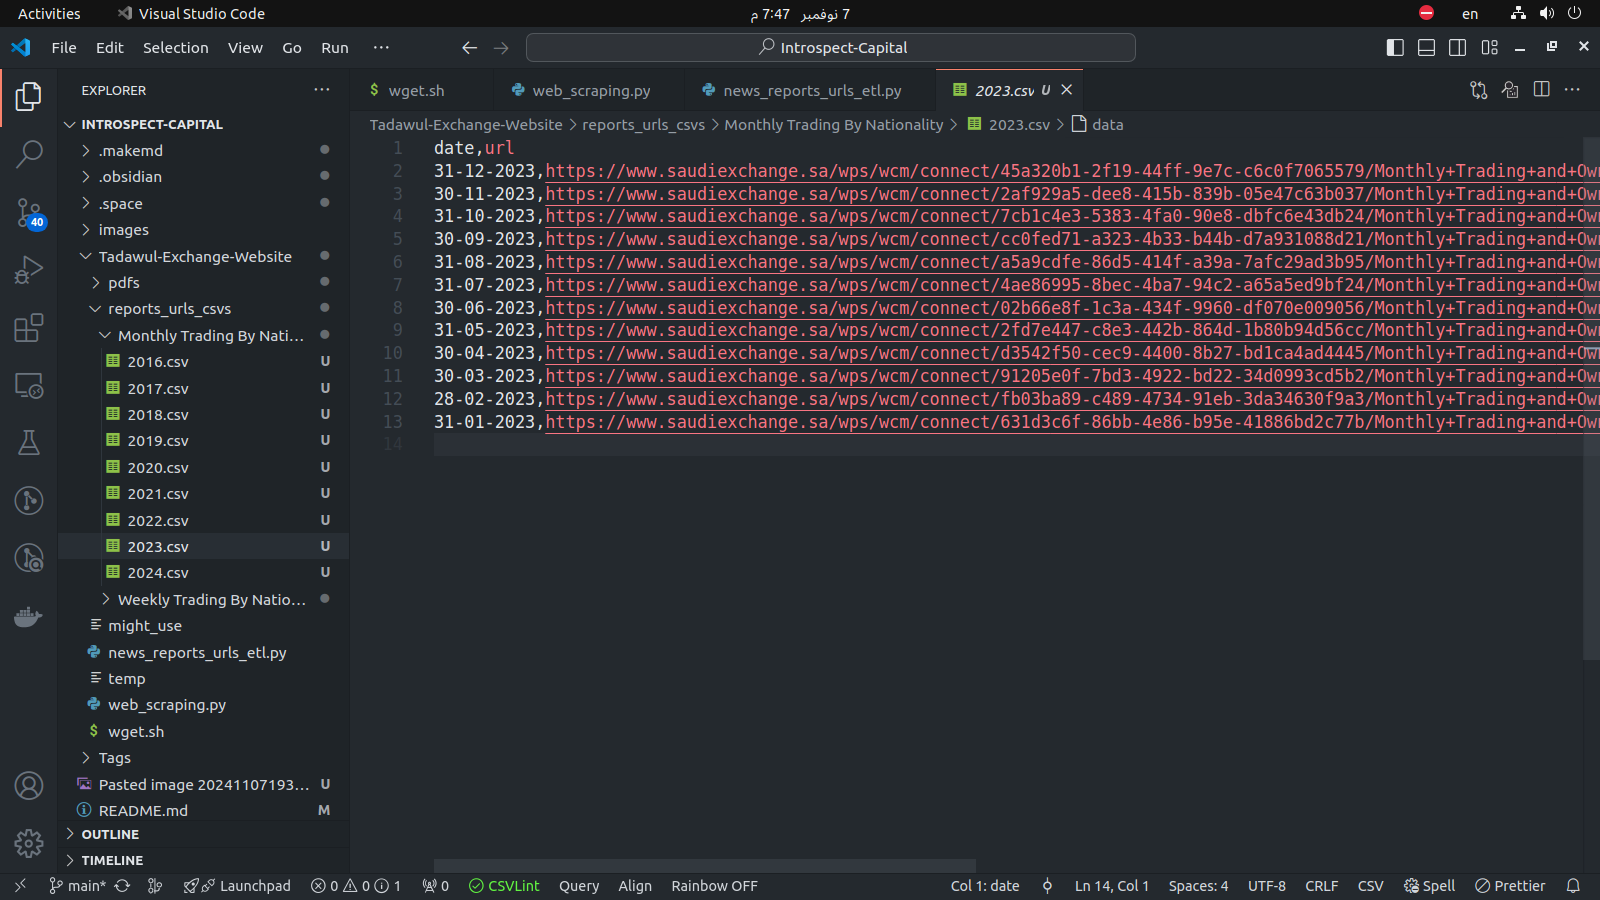 Activities
Visual Studio Code
7 نوفمبر 7:47 م
en
File Edit Selection View Go Run ···
Introspect-Capital
EXPLORER
wget.sh
web_scraping.py
news_reports_urls_etl.py
2023.csv U
INTROSPECT-CAPITAL
Tadawul-Exchange-Website > reports_urls_csvs > Monthly Trading By Nationality > 2023.csv > data
.makemd
.obsidian
.space
images
Tadawul-Exchange-Website
pdfs
reports_urls_csvs
Monthly Trading By Nati...
2016.csv U
2017.csv U
2018.csv U
2019.csv U
2020.csv U
2021.csv U
2022.csv U
2023.csv U
2024.csv U
Weekly Trading By Natio...
might_use
news_reports_urls_etl.py
temp
web_scraping.py
wget.sh
Tags
Pasted image 20241107193... U
README.md M
OUTLINE
TIMELINE
40
1 date,url
2 31-12-2023,https://www.saudiexchange.sa/wps/wcm/connect/45a320b1-2f19-44ff-9e7c-c6c0f7065579/Monthly+Trading+and+Own
3 30-11-2023,https://www.saudiexchange.sa/wps/wcm/connect/2af929a5-dee8-415b-839b-05e47c63b037/Monthly+Trading+and+Own
4 31-10-2023,https://www.saudiexchange.sa/wps/wcm/connect/7cb1c4e3-5383-4fa0-90e8-dbfc6e43db24/Monthly+Trading+and+Own
5 30-09-2023,https://www.saudiexchange.sa/wps/wcm/connect/cc0fed71-a323-4b33-b44b-d7a931088d21/Monthly+Trading+and+Own
6 31-08-2023,https://www.saudiexchange.sa/wps/wcm/connect/a5a9cdfe-86d5-414f-a39a-7afc29ad3b95/Monthly+Trading+and+Own
7 31-07-2023,https://www.saudiexchange.sa/wps/wcm/connect/4ae86995-8bec-4ba7-94c2-a65a5ed9bf24/Monthly+Trading+and+Own
8 30-06-2023,https://www.saudiexchange.sa/wps/wcm/connect/02b66e8f-1c3a-434f-9960-df070e009056/Monthly+Trading+and+Own
9 31-05-2023,https://www.saudiexchange.sa/wps/wcm/connect/2fd7e447-c8e3-442b-864d-1b80b94d56cc/Monthly+Trading+and+Own
10 30-04-2023,https://www.saudiexchange.sa/wps/wcm/connect/d3542f50-cec9-4400-8b27-bd1ca4ad4445/Monthly+Trading+and+Own
11 30-03-2023,https://www.saudiexchange.sa/wps/wcm/connect/91205e0f-7bd3-4922-bd22-34d0993cd5b2/Monthly+Trading+and+Own
12 28-02-2023,https://www.saudiexchange.sa/wps/wcm/connect/fb03ba89-c489-4734-91eb-3da34630f9a3/Monthly+Trading+and+Own
13 31-01-2023,https://www.saudiexchange.sa/wps/wcm/connect/631d3c6f-86bb-4e86-b95e-41886bd2c77b/Monthly+Trading+and+Own
14
main* Launchpad 0 0 1 0 CSVLint Query Align Rainbow OFF Col 1: date Ln 14, Col 1 Spaces: 4 UTF-8 CRLF CSV Spell Prettier